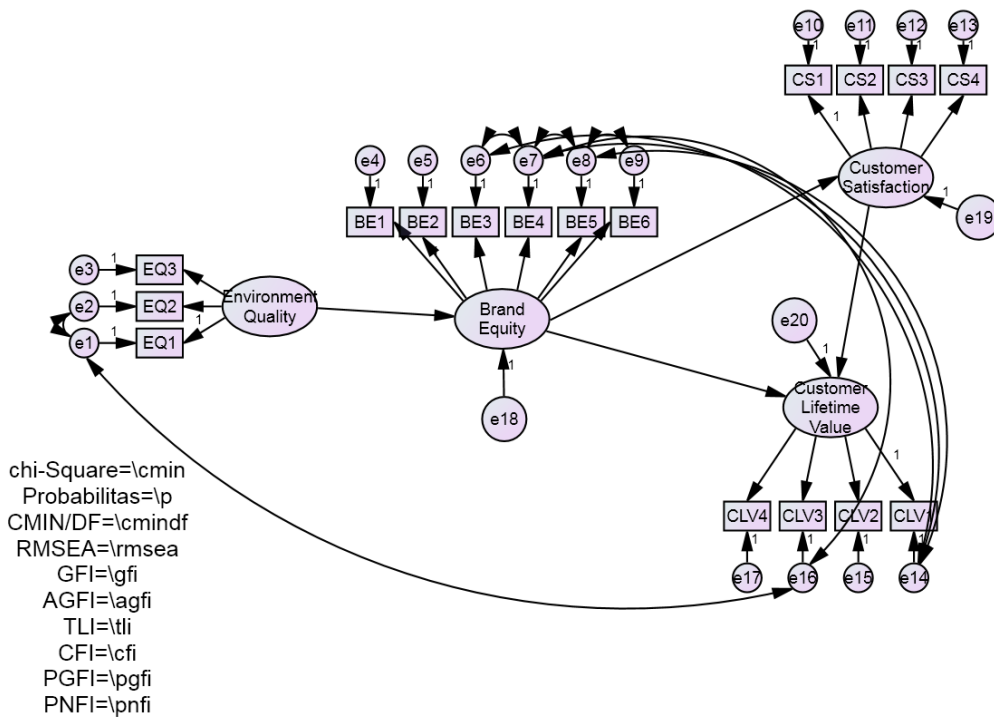 e10 e11 e12 e13
1 1 1 1
CS1 CS2 CS3 CS4
1
Customer
Satisfaction
1
e19
e4 e5 e6 e7 e8 e9
1 1 1 1 1 1
BE1 BE2 BE3 BE4 BE5 BE6
e3 1 EQ3
e2 1 EQ2
e1 1 EQ1
1
Environment
Quality
Brand
Equity
1
e18
e20
1
Customer
Lifetime
Value
1
CLV4 CLV3 CLV2 CLV1
1 1 1 1
e17 e16 e15 e14
chi-Square=\cmin
Probabilitas=\p
CMIN/DF=\cmindf
RMSEA=\rmsea
GFI=\gfi
AGFI=\agfi
TLI=\tli
CFI=\cfi
PGFI=\pgfi
PNFI=\pnfi